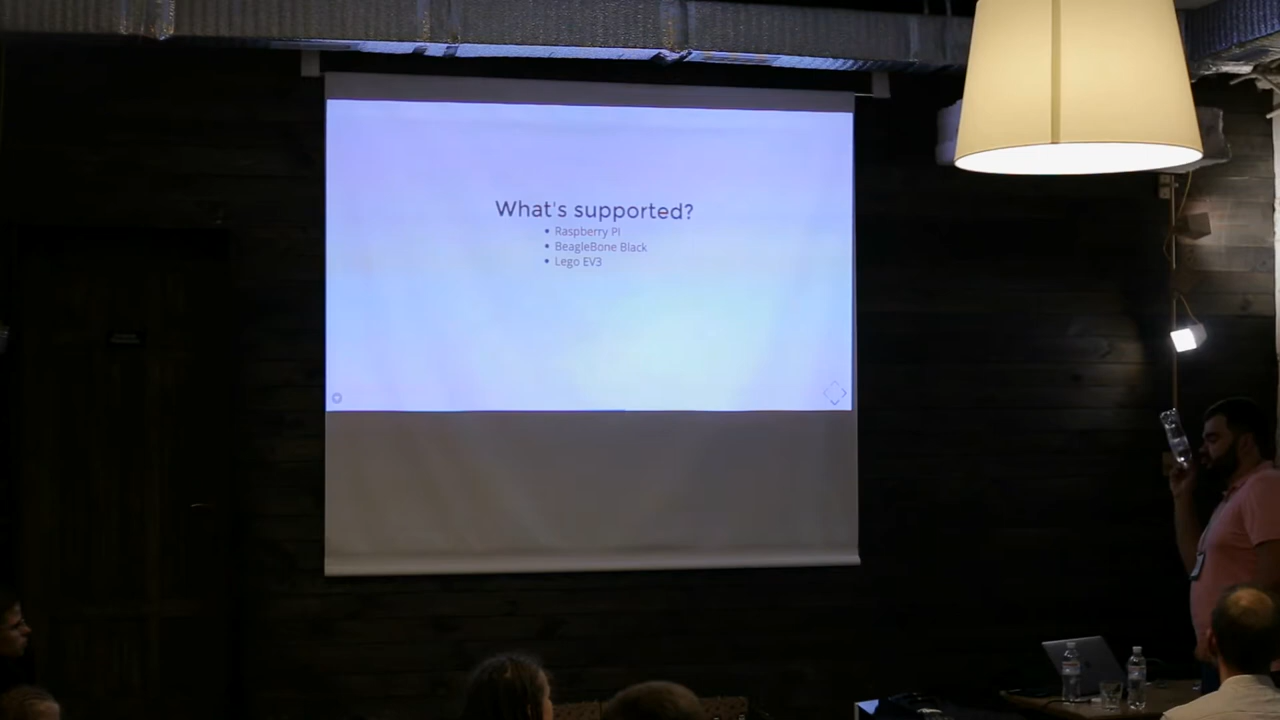 What's supported?
• Raspberry PI
• BeagleBone Black
• Lego EV3